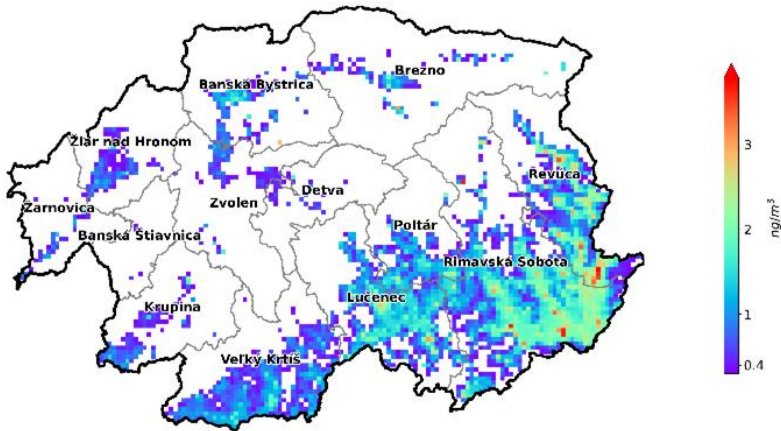 Brezno
Banská Bystrica
Žiar nad Hronom
Revúca
Detva
Žarnovica
Zvolen
Poltár
Banská Štiavnica
Rimavská Sobota
Lučenec
Krupina
Veľký Krtíš
3
2
1
0.4
ng/m³